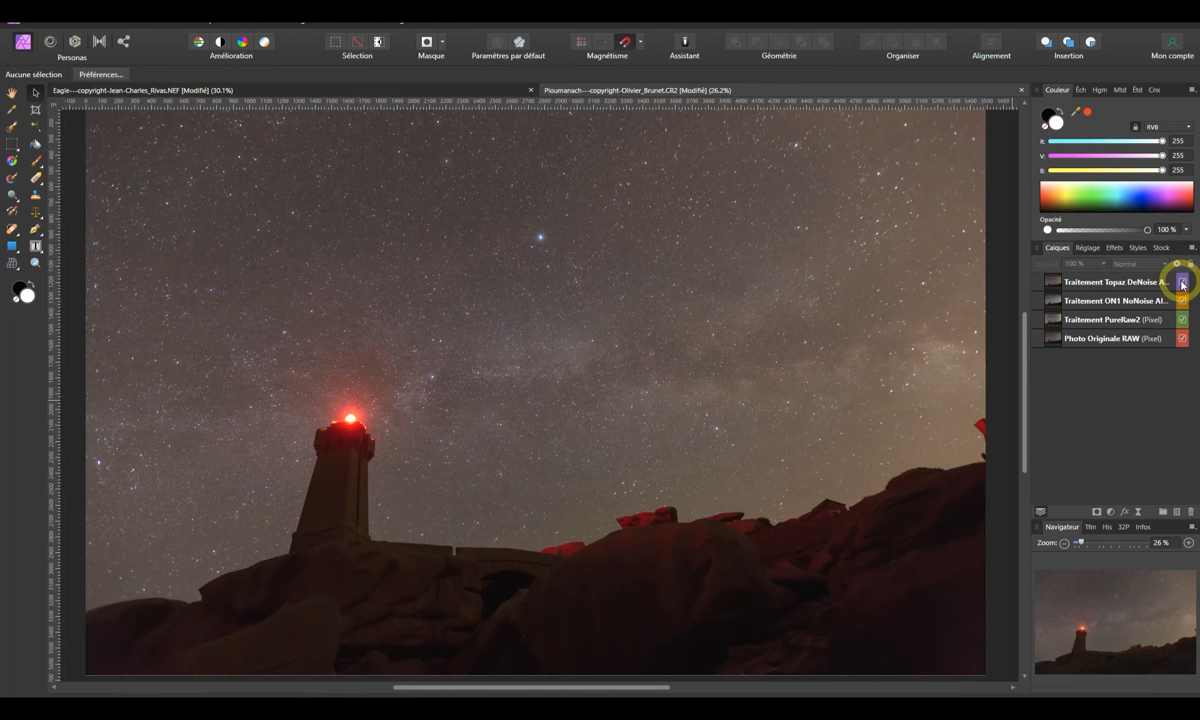 Personas
Amélioration
Sélection
Masque
Paramètres par défaut
Magnétisme
Assistant
Géométrie
Organiser
Alignement
Insertion
Mon compte
Aucune sélection
Préférences...
Eagle---copyright-Jean-Charles_Rivas.NEF [Modifié] (30.1%)
Ploumanach---copyright-Olivier_Brunet.CR2 [Modifié] (26.2%)
Couleur Éch Hgm Mtd Étd Cnx
RVB
R: 255
V: 255
B: 255
Opacité
100 %
Calques Réglage Effets Styles Stock
100 % Normal
Traitement Topaz DeNoise A...
Traitement ON1 NoNoise AI...
Traitement PureRaw2 (Pixel)
Photo Originale RAW (Pixel)
Navigateur Tfm His 32P Infos
Zoom: 26 %